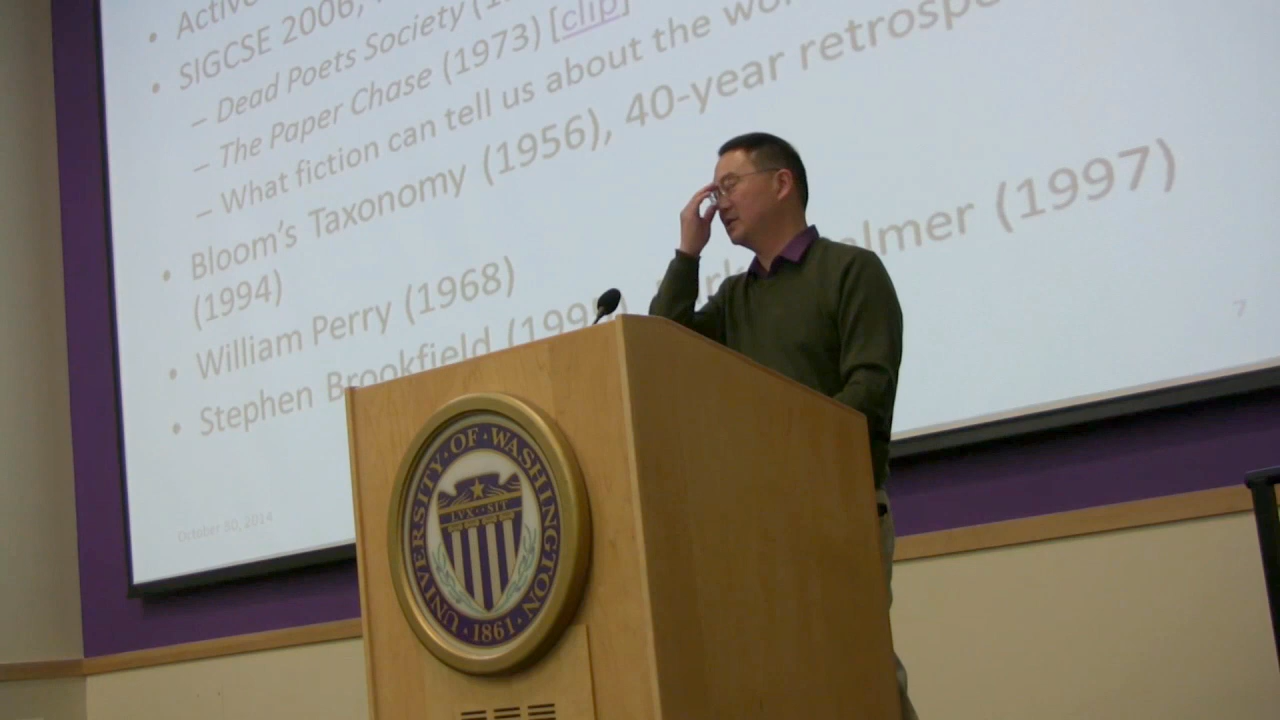 • Active
• SIGCSE 2006,
– Dead Poets Society
– The Paper Chase (1973) [clip]
– What fiction can tell us about the
• Bloom's Taxonomy (1956), 40-year
(1994)
• William Perry (1968)
• Stephen Brookfield
(1997)
7
October 30, 2014
UNIVERSITY · OF · WASHINGTON · 1861 ·
LVX · SIT